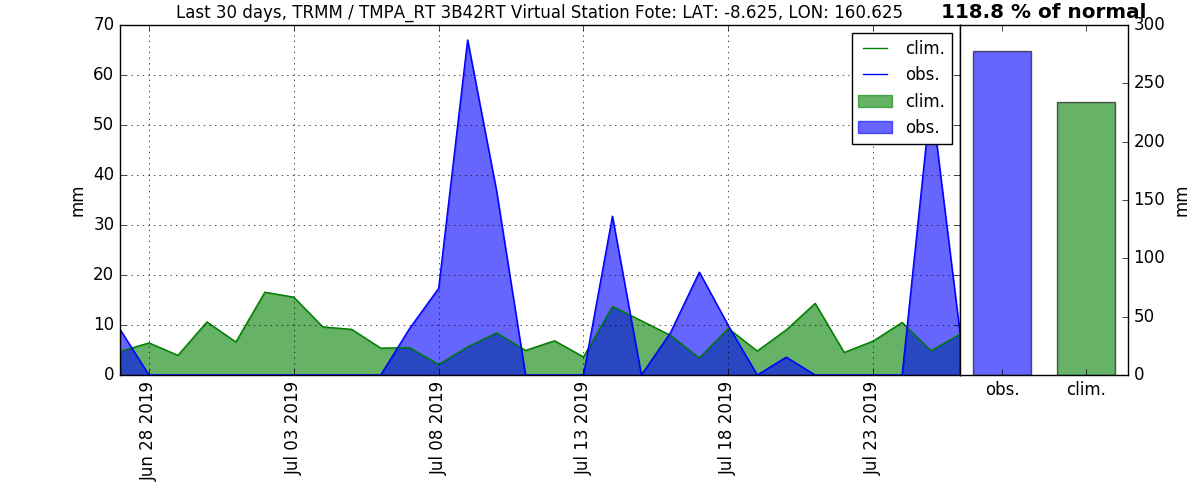 Last 30 days, TRMM / TMPA_RT 3B42RT Virtual Station Fote: LAT: -8.625, LON: 160.625
118.8 % of normal
mm
70
60
50
40
30
20
10
0
clim.
obs.
clim.
obs.
Jun 28 2019
Jul 03 2019
Jul 08 2019
Jul 13 2019
Jul 18 2019
Jul 23 2019
300
250
200
150
100
50
0
mm
obs.
clim.